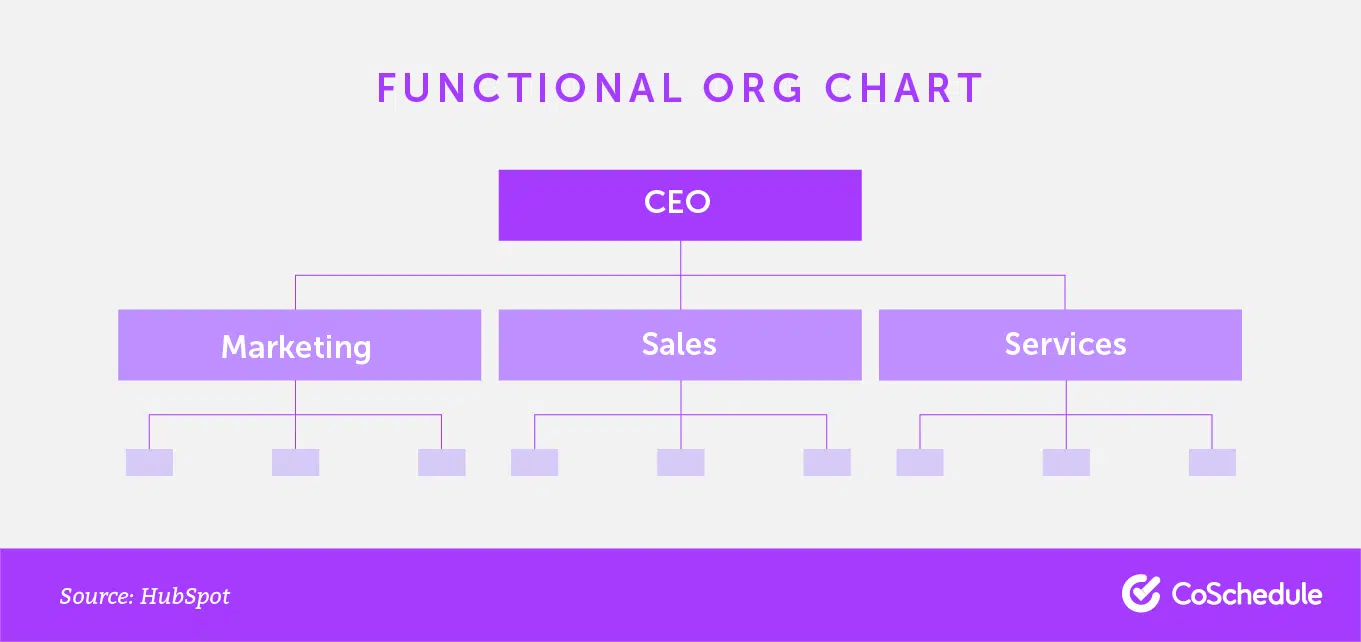 FUNCTIONAL ORG CHART
CEO
Marketing
Sales
Services
Source: HubSpot
CoSchedule